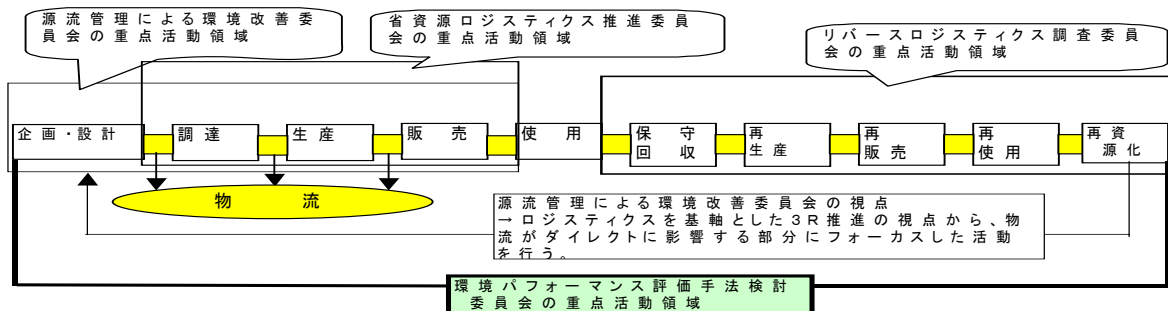 源流管理による環境改善委
員会の重点活動領域
省資源ロジスティクス推進委員
会の重点活動領域
リバースロジスティクス調査委員
会の重点活動領域
企画・設計
調達
生産
販売
使用
保守
回収
再
生産
再
販売
再
使用
再資
源化
物流
源流管理による環境改善委員会の視点
→ロジスティクスを基軸とした3R推進の視点から、物
流がダイレクトに影響する部分にフォーカスした活動
を行う。
環境パフォーマンス評価手法検討
委員会の重点活動領域